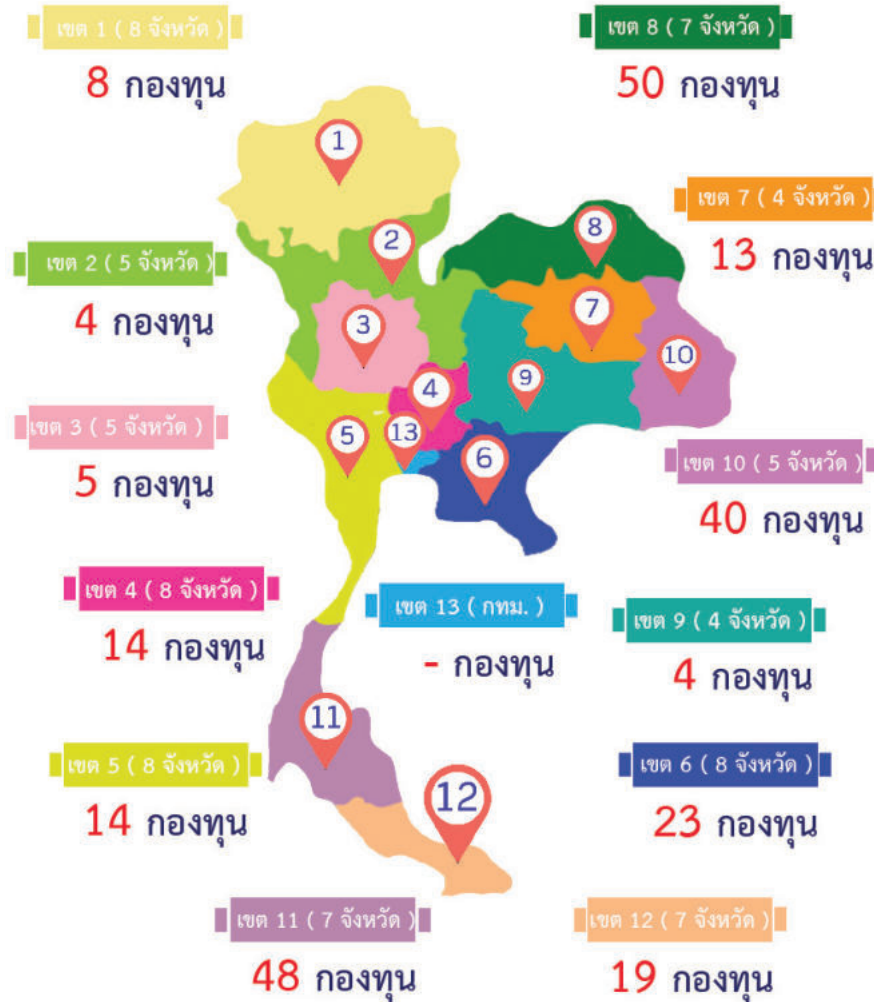 เขต 1 ( 8 จังหวัด )
8 กองทุน
เขต 8 ( 7 จังหวัด )
50 กองทุน
1
เขต 7 ( 4 จังหวัด )
13 กองทุน
8
2
เขต 2 ( 5 จังหวัด )
4 กองทุน
7
3
10
9
4
เขต 3 ( 5 จังหวัด )
5 กองทุน
5
13
6
เขต 10 ( 5 จังหวัด )
40 กองทุน
เขต 4 ( 8 จังหวัด )
14 กองทุน
เขต 13 ( กทม. )
- กองทุน
เขต 9 ( 4 จังหวัด )
4 กองทุน
11
เขต 5 ( 8 จังหวัด )
14 กองทุน
12
เขต 6 ( 8 จังหวัด )
23 กองทุน
เขต 11 ( 7 จังหวัด )
48 กองทุน
เขต 12 ( 7 จังหวัด )
19 กองทุน